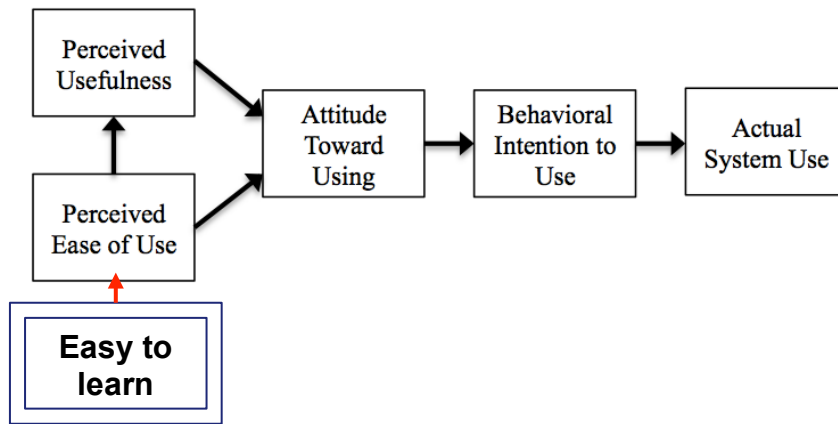 Perceived
Usefulness
Attitude
Toward
Using
Behavioral
Intention to
Use
Actual
System Use
Perceived
Ease of Use
Easy to
learn